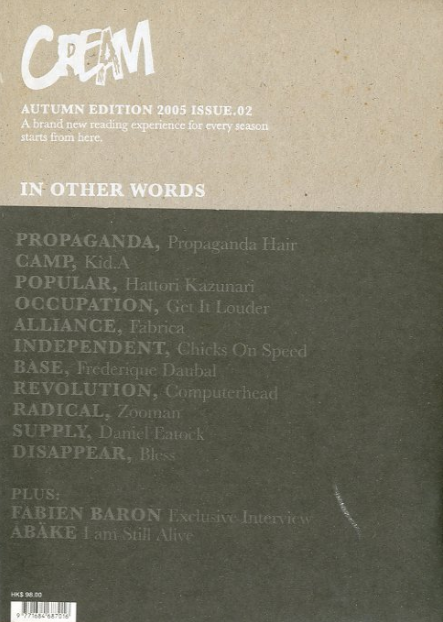 CREAM
AUTUMN EDITION 2005 ISSUE.02
A brand new reading experience for every season
starts from here.
IN OTHER WORDS
PROPAGANDA, Propaganda Hair
CAMP, Kid.A
POPULAR, Hattori Kazunari
OCCUPATION, Get It Louder
ALLIANCE, Fabrica
INDEPENDENT, Chicks On Speed
BASE, Frederique Daubal
REVOLUTION, Computerhead
RADICAL, Zooman
SUPPLY, Daniel Eatock
DISAPPEAR, Bless
PLUS:
FABIEN BARON Exclusive Interview
ABÄKE I am Still Alive
HK$ 98.00
9 771684 687016